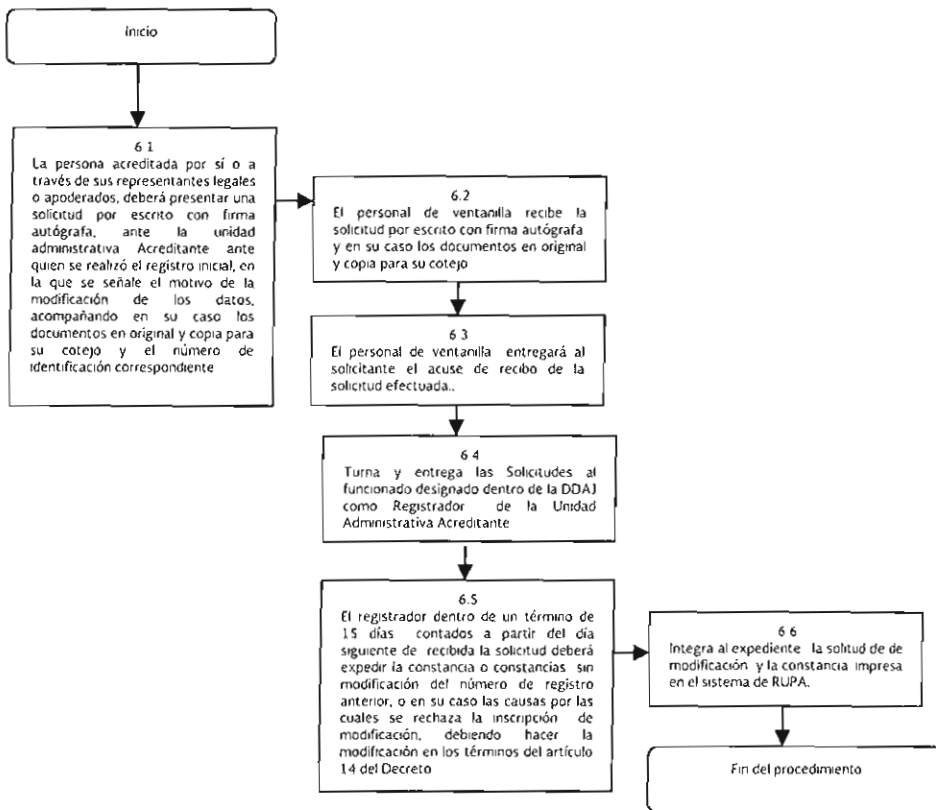 Inicio
6 1
La persona acreditada por sí o a
través de sus representantes legales
o apoderados, deberá presentar una
solicitud por escrito con firma
autógrafa, ante la unidad
administrativa Acreditante ante
quien se realizó el registro inicial, en
la que se señale el motivo de la
modificación de los datos,
acompañando en su caso los
documentos en original y copia para
su cotejo y el número de
identificación correspondiente
6.2
El personal de ventanilla recibe la
solicitud por escrito con firma autógrafa
y en su caso los documentos en original
y copia para su cotejo
6 3
El personal de ventanilla entregará al
solicitante el acuse de recibo de la
solicitud efectuada..
6 4
Turna y entrega las Solicitudes al
funcionado designado dentro de la DDAJ
como Registrador de la Unidad
Administrativa Acreditante
6.5
El registrador dentro de un término de
15 días contados a partir del día
siguiente de recibida la solicitud deberá
expedir la constancia o constancias sin
modificación del número de registro
anterior, o en su caso las causas por las
cuales se rechaza la inscripción de
modificación, debiendo hacer la
modificación en los términos del artículo
14 del Decreto
6 6
Integra al expediente la solitud de de
modificación y la constancia impresa
en el sistema de RUPA.
Fin del procedimiento